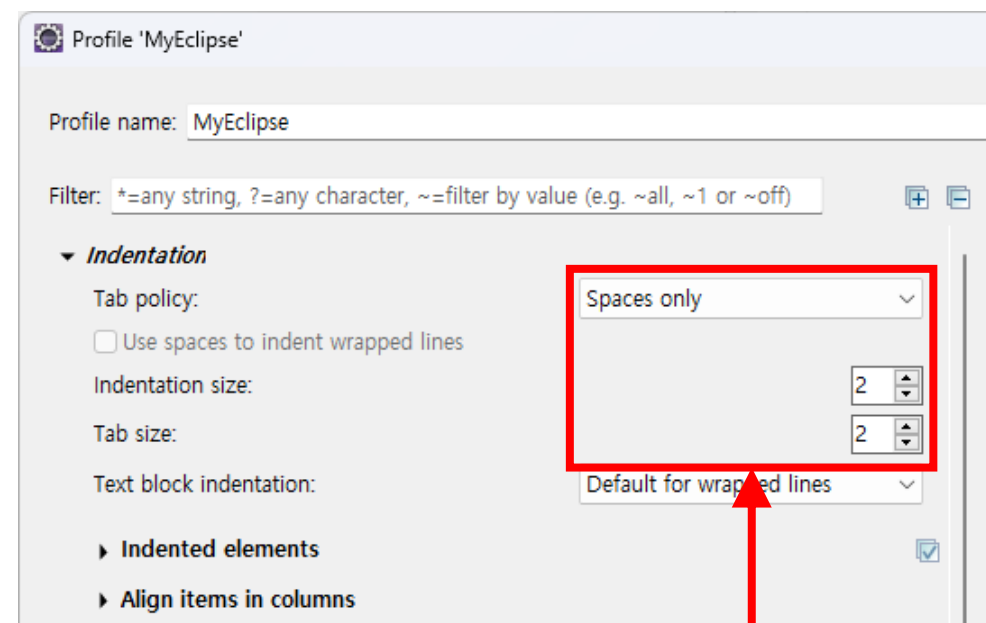 Profile 'MyEclipse'
Profile name: MyEclipse
Filter: *=any string, ?=any character, ~=filter by value (e.g. ~all, ~1 or ~off)
Indentation
Tab policy: Spaces only
Use spaces to indent wrapped lines
Indentation size: 2
Tab size: 2
Text block indentation: Default for wrapped lines
Indented elements
Align items in columns